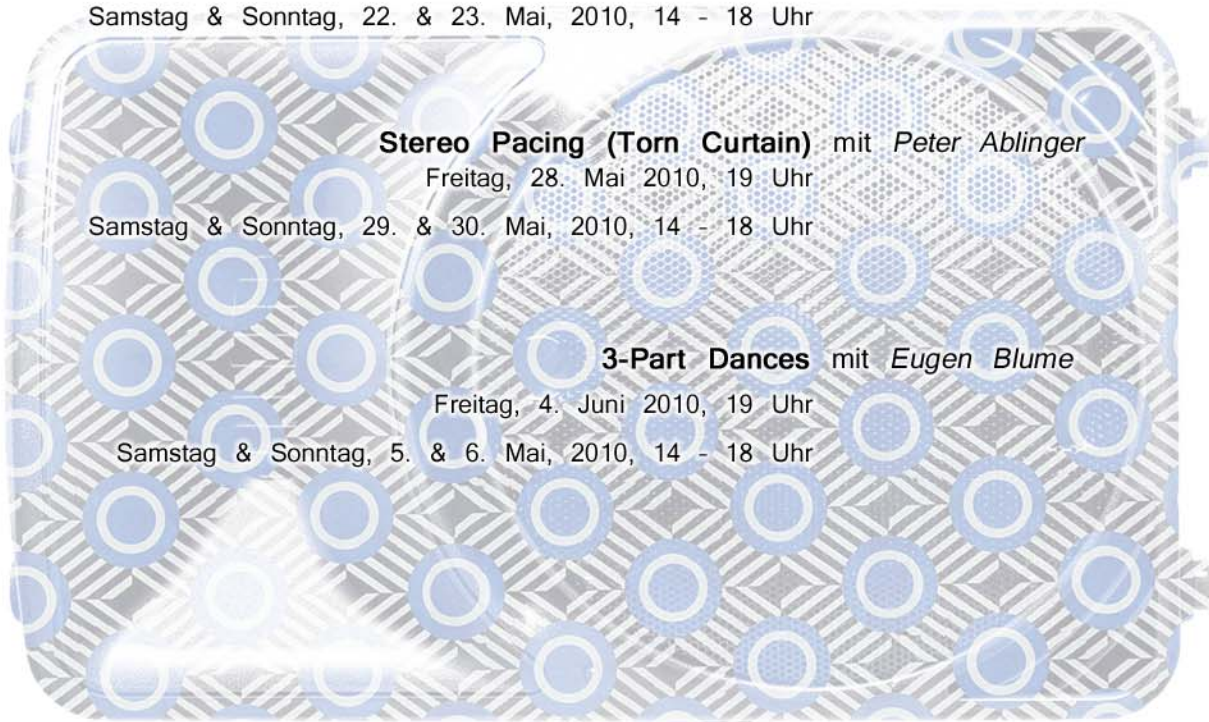 Samstag & Sonntag, 22. & 23. Mai, 2010, 14 - 18 Uhr
Stereo Pacing (Torn Curtain) mit Peter Ablinger
Freitag, 28. Mai 2010, 19 Uhr
Samstag & Sonntag, 29. & 30. Mai, 2010, 14 - 18 Uhr
3-Part Dances mit Eugen Blume
Freitag, 4. Juni 2010, 19 Uhr
Samstag & Sonntag, 5. & 6. Mai, 2010, 14 - 18 Uhr